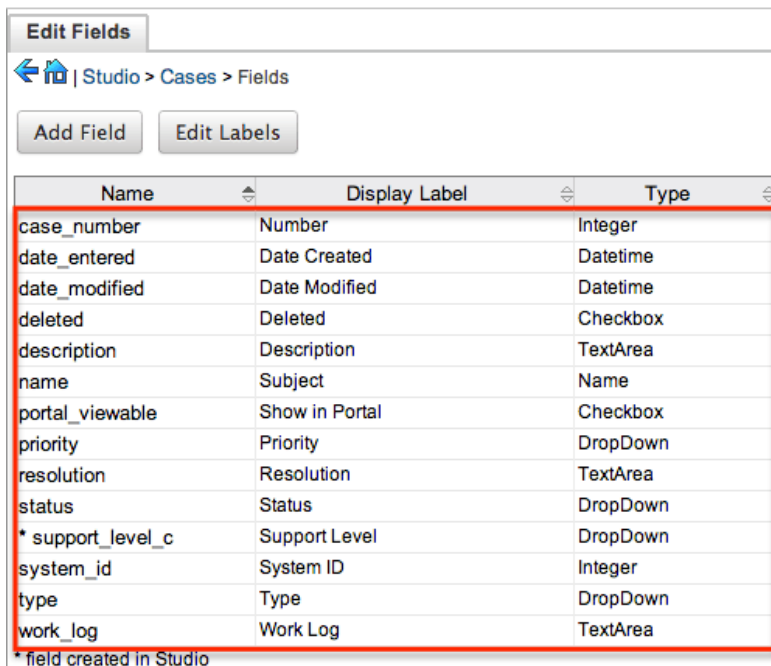 Edit Fields
| Studio > Cases > Fields
Add Field Edit Labels
Name Display Label Type
case_number Number Integer
date_entered Date Created Datetime
date_modified Date Modified Datetime
deleted Deleted Checkbox
description Description TextArea
name Subject Name
portal_viewable Show in Portal Checkbox
priority Priority DropDown
resolution Resolution TextArea
status Status DropDown
* support_level_c Support Level DropDown
system_id System ID Integer
type Type DropDown
work_log Work Log TextArea
* field created in Studio